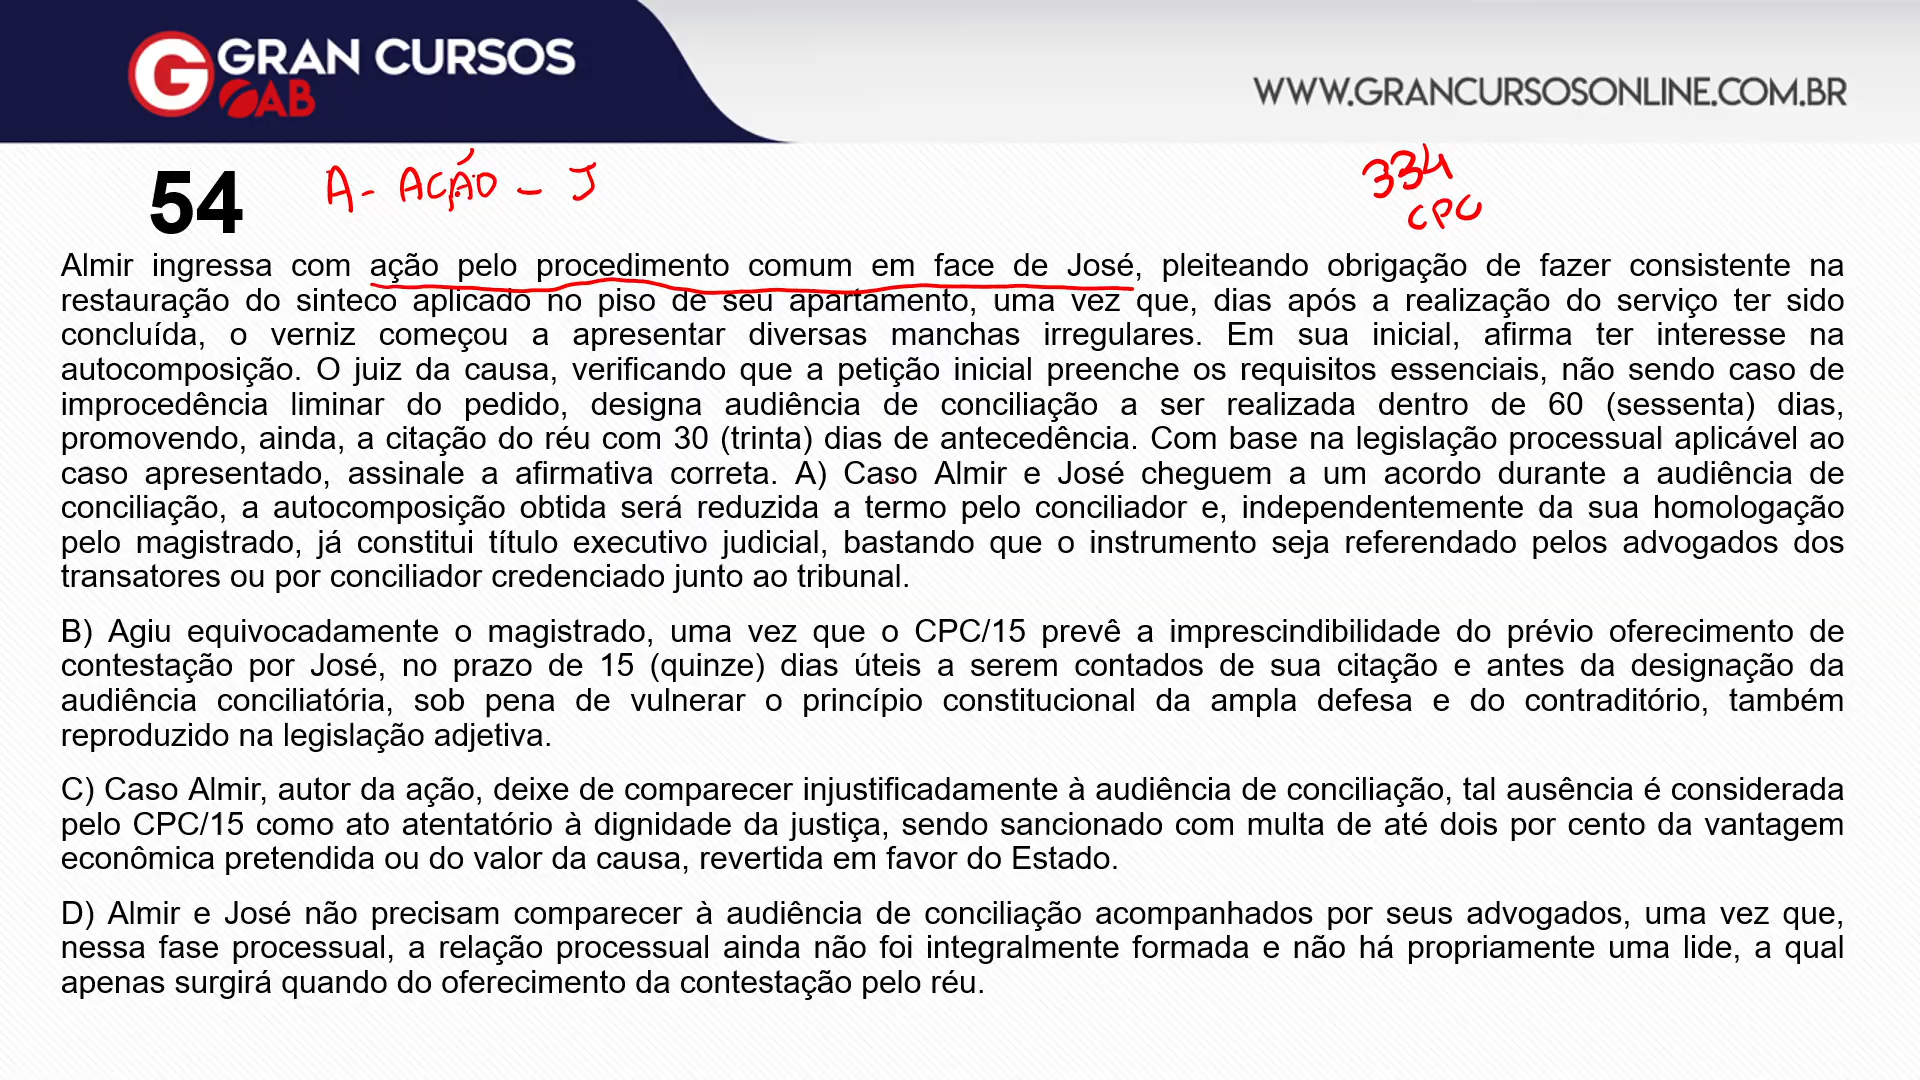 GRAN CURSOS
OAB
WWW.GRANCURSOSONLINE.COM.BR
54
A - AÇÃO - J
334
CPC
Almir ingressa com ação pelo procedimento comum em face de José, pleiteando obrigação de fazer consistente na
restauração do sinteco aplicado no piso de seu apartamento, uma vez que, dias após a realização do serviço ter sido
concluída, o verniz começou a apresentar diversas manchas irregulares. Em sua inicial, afirma ter interesse na
autocomposição. O juiz da causa, verificando que a petição inicial preenche os requisitos essenciais, não sendo caso de
improcedência liminar do pedido, designa audiência de conciliação a ser realizada dentro de 60 (sessenta) dias,
promovendo, ainda, a citação do réu com 30 (trinta) dias de antecedência. Com base na legislação processual aplicável ao
caso apresentado, assinale a afirmativa correta. A) Caso Almir e José cheguem a um acordo durante a audiência de
conciliação, a autocomposição obtida será reduzida a termo pelo conciliador e, independentemente da sua homologação
pelo magistrado, já constitui título executivo judicial, bastando que o instrumento seja referendado pelos advogados dos
transatores ou por conciliador credenciado junto ao tribunal.
B) Agiu equivocadamente o magistrado, uma vez que o CPC/15 prevê a imprescindibilidade do prévio oferecimento de
contestação por José, no prazo de 15 (quinze) dias úteis a serem contados de sua citação e antes da designação da
audiência conciliatória, sob pena de vulnerar o princípio constitucional da ampla defesa e do contraditório, também
reproduzido na legislação adjetiva.
C) Caso Almir, autor da ação, deixe de comparecer injustificadamente à audiência de conciliação, tal ausência é considerada
pelo CPC/15 como ato atentatório à dignidade da justiça, sendo sancionado com multa de até dois por cento da vantagem
econômica pretendida ou do valor da causa, revertida em favor do Estado.
D) Almir e José não precisam comparecer à audiência de conciliação acompanhados por seus advogados, uma vez que,
nessa fase processual, a relação processual ainda não foi integralmente formada e não há propriamente uma lide, a qual
apenas surgirá quando do oferecimento da contestação pelo réu.